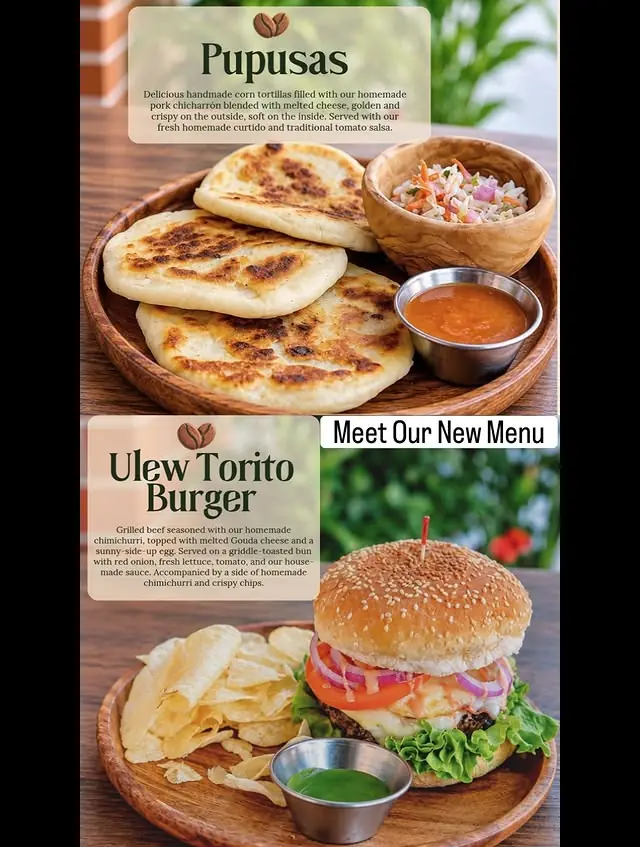 Pupusas
Delicious handmade corn tortillas filled with our homemade
pork chicharrón blended with melted cheese, golden and
crispy on the outside, soft on the inside. Served with our
fresh homemade curtido and traditional tomato salsa.
Meet Our New Menu
Ulew Torito
Burger
Grilled beef seasoned with our homemade
chimichurri, topped with melted Gouda cheese and a
sunny-side-up egg. Served on a griddle-toasted bun
with red onion, fresh lettuce, tomato, and our house-
made sauce. Accompanied by a side of homemade
chimichurri and crispy chips.